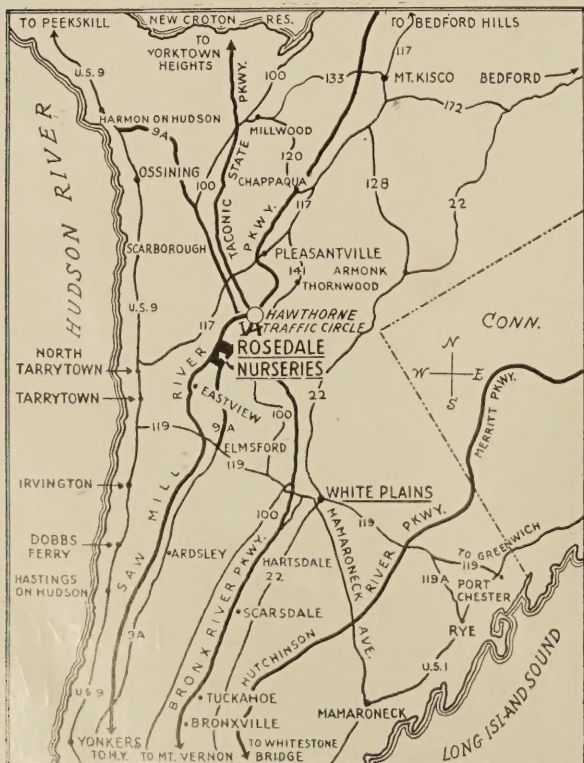 TO PEEKSKILL
NEW CROTON RES.
TO BEDFORD HILLS
117
TO
YORKTOWN
HEIGHTS
PKWY.
100
133
MT. KISCO
BEDFORD
U.S. 9
HARMON ON HUDSON
9A
MILLWOOD
172
OSSINING
100
TACONIC STATE
120
CHAPPAQUA
128
22
117
HUDSON RIVER
SCARBOROUGH
PKWY.
PLEASANTVILLE
141
ARMONK
THORNWOOD
U.S.9
117
HAWTHORNE
TRAFFIC CIRCLE
CONN.
N
W
E
S
NORTH
TARRYTOWN
ROSEDALE
NURSERIES
TARRYTOWN
RIVER
EASTVIEW
9A
100
22
MERRITT PKWY.
119
ELMSFORD
119
IRVINGTON
WHITE PLAINS
100
119
DOBBS
FERRY
ARDSLEY
HARTSDALE
22
MAMARONECK
AVE.
RIVER PKWY.
TO GREENWICH
119
119A
PORT
CHESTER
HASTINGS
ON HUDSON
SAW MILL
BRONX RIVER PKWY.
SCARSDALE
HUTCHINSON
RYE
9A
U.S.1
U.S.9
TUCKAHOE
BRONXVILLE
MAMARONECK
LONG ISLAND SOUND
YONKERS
TO N.Y.
TO MT. VERNON
TO WHITESTONE
BRIDGE